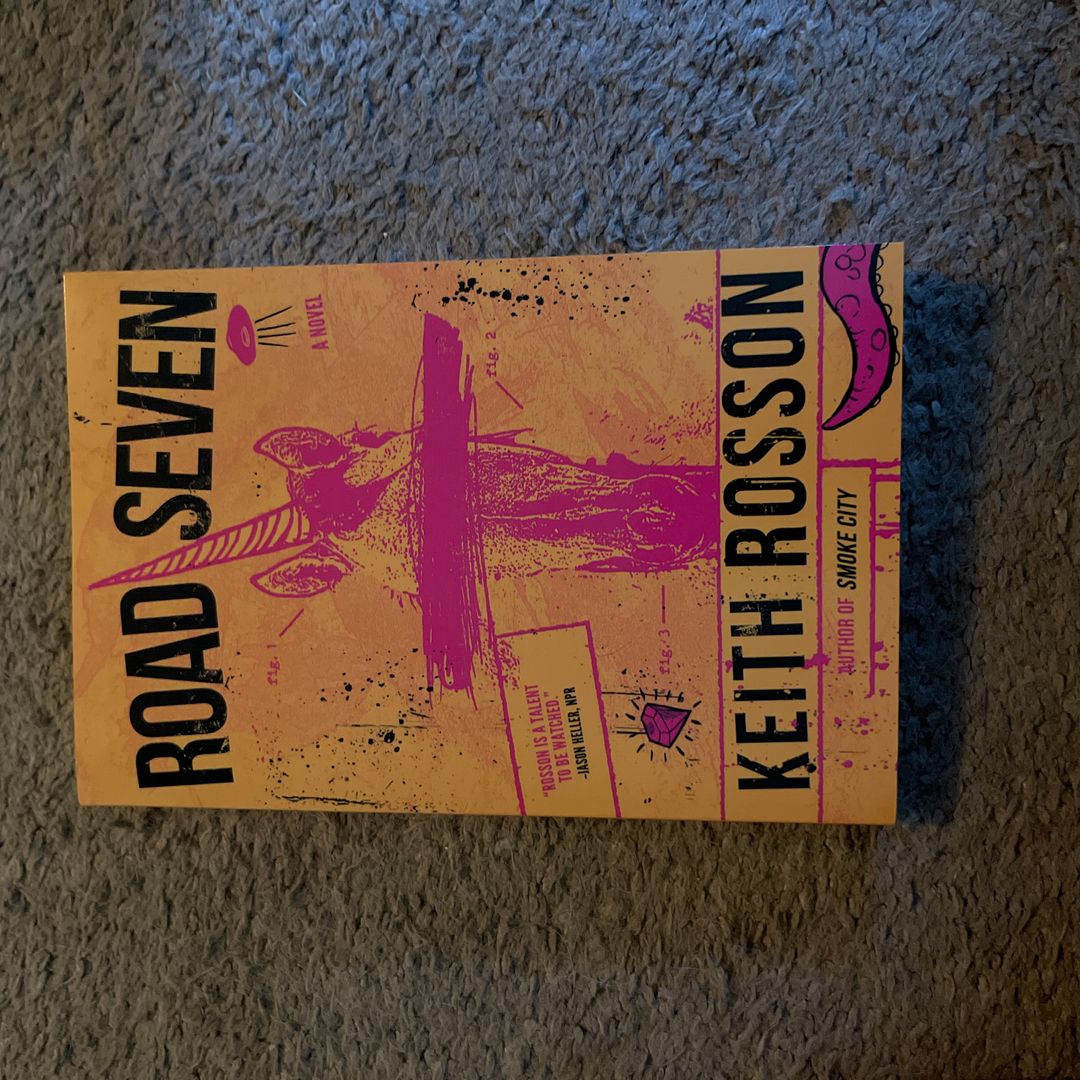 ROAD SEVEN
A NOVEL
fig. 1
fig. 2
"ROSSON IS A TALENT
TO BE WATCHED."
–JASON HELLER, NPR
fig. 3
KEITH ROSSON
AUTHOR OF SMOKE CITY